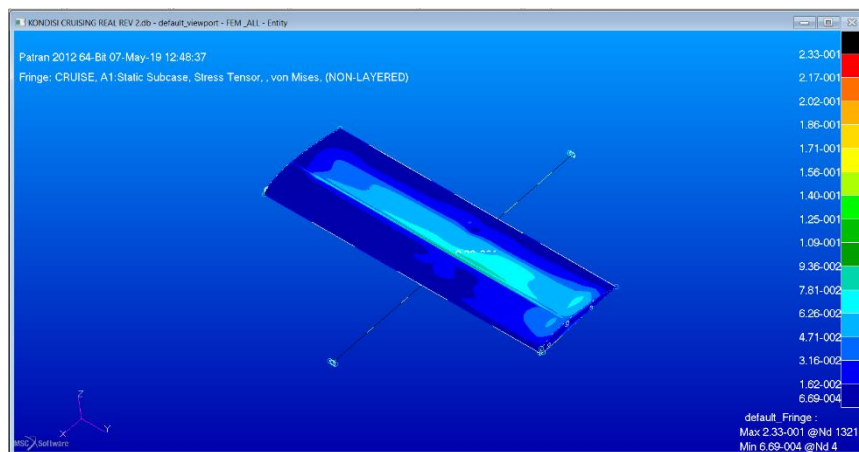 KONDISI CRUISING REAL REV 2.db - default_viewport - FEM _ALL - Entity
Patran 2012 64-Bit 07-May-19 12:48:37
Fringe: CRUISE, A1:Static Subcase, Stress Tensor, , von Mises, (NON-LAYERED)
2.33-001
2.17-001
2.02-001
1.86-001
1.71-001
1.56-001
1.40-001
1.25-001
1.09-001
9.36-002
7.81-002
6.26-002
4.71-002
3.16-002
1.62-002
6.69-004
default_Fringe :
Max 2.33-001 @Nd 1321
Min 6.69-004 @Nd 4
Z
X
Y
MSC Software